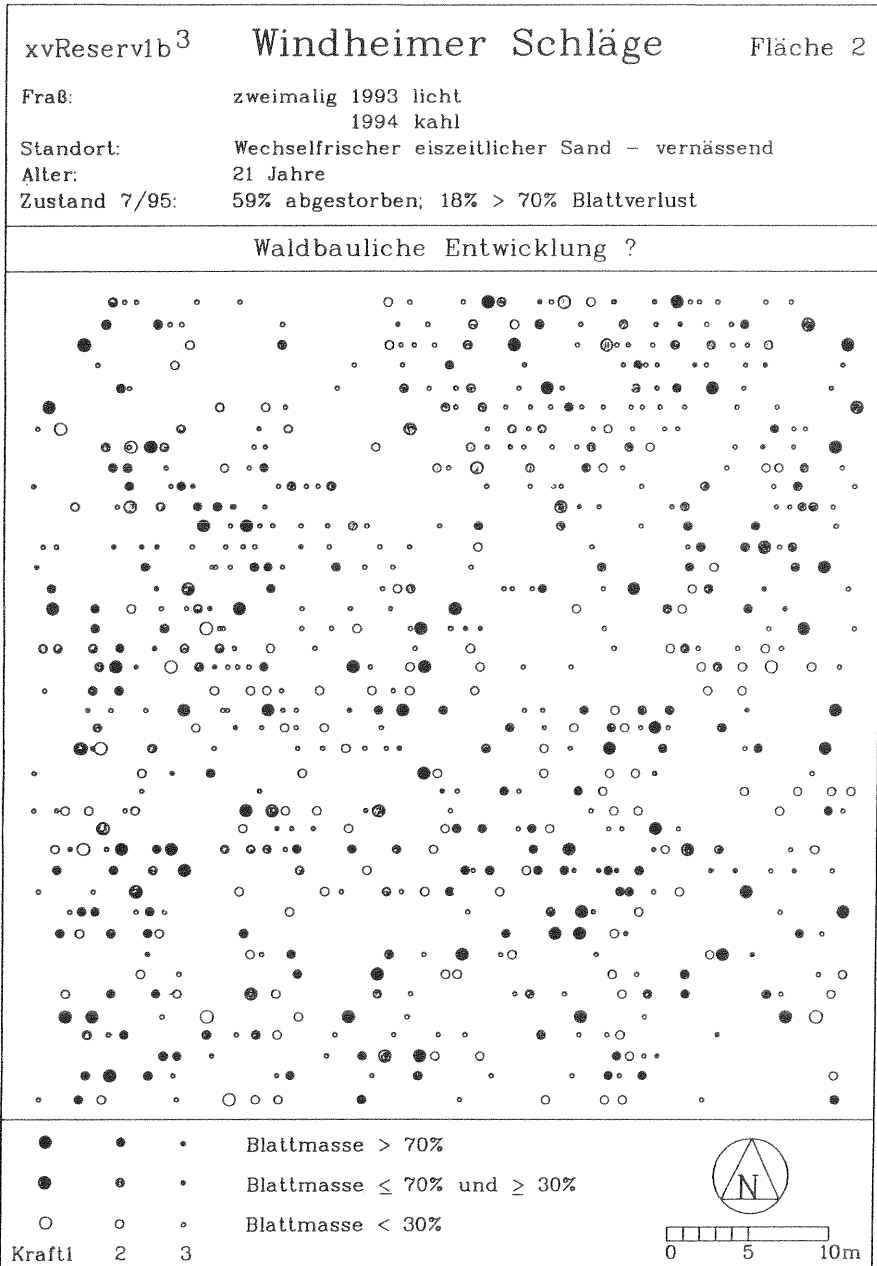 xvReserv1b3 Windheimer Schläge Fläche 2
Fraß: zweimalig 1993 licht
1994 kahl
Standort: Wechselfrischer eiszeitlicher Sand – vernässend
Alter: 21 Jahre
Zustand 7/95: 59% abgestorben; 18% > 70% Blattverlust
Waldbauliche Entwicklung ?
Blattmasse > 70%
Blattmasse ≤ 70% und ≥ 30%
Blattmasse < 30%
Kraft1 2 3
N
0 5 10m